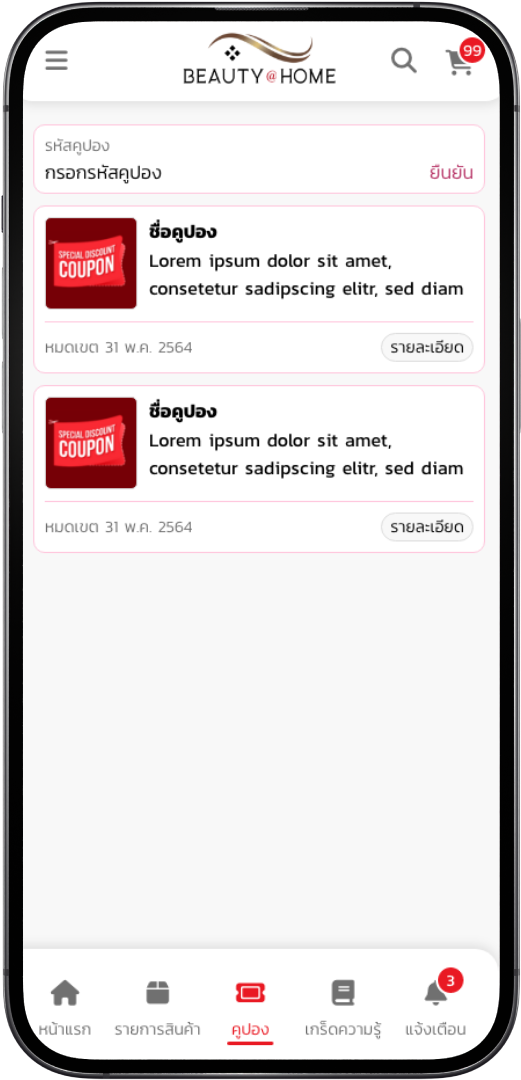 99
BEAUTY@HOME
รหัสคูปอง
กรอกรหัสคูปอง ยืนยัน
SPECIAL DISCOUNT
COUPON
ชื่อคูปอง
Lorem ipsum dolor sit amet,
consetetur sadipscing elitr, sed diam
หมดเขต 31 พ.ค. 2564 รายละเอียด
SPECIAL DISCOUNT
COUPON
ชื่อคูปอง
Lorem ipsum dolor sit amet,
consetetur sadipscing elitr, sed diam
หมดเขต 31 พ.ค. 2564 รายละเอียด
3
หน้าแรก รายการสินค้า คูปอง เกร็ดความรู้ แจ้งเตือน